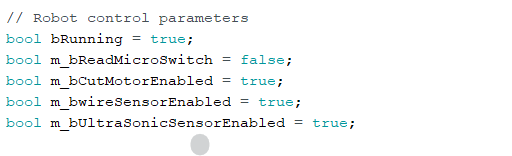 // Robot control parameters
bool bRunning = true;
bool m_bReadMicroSwitch = false;
bool m_bCutMotorEnabled = true;
bool m_bwireSensorEnabled = true;
bool m_bUltraSonicSensorEnabled = true;